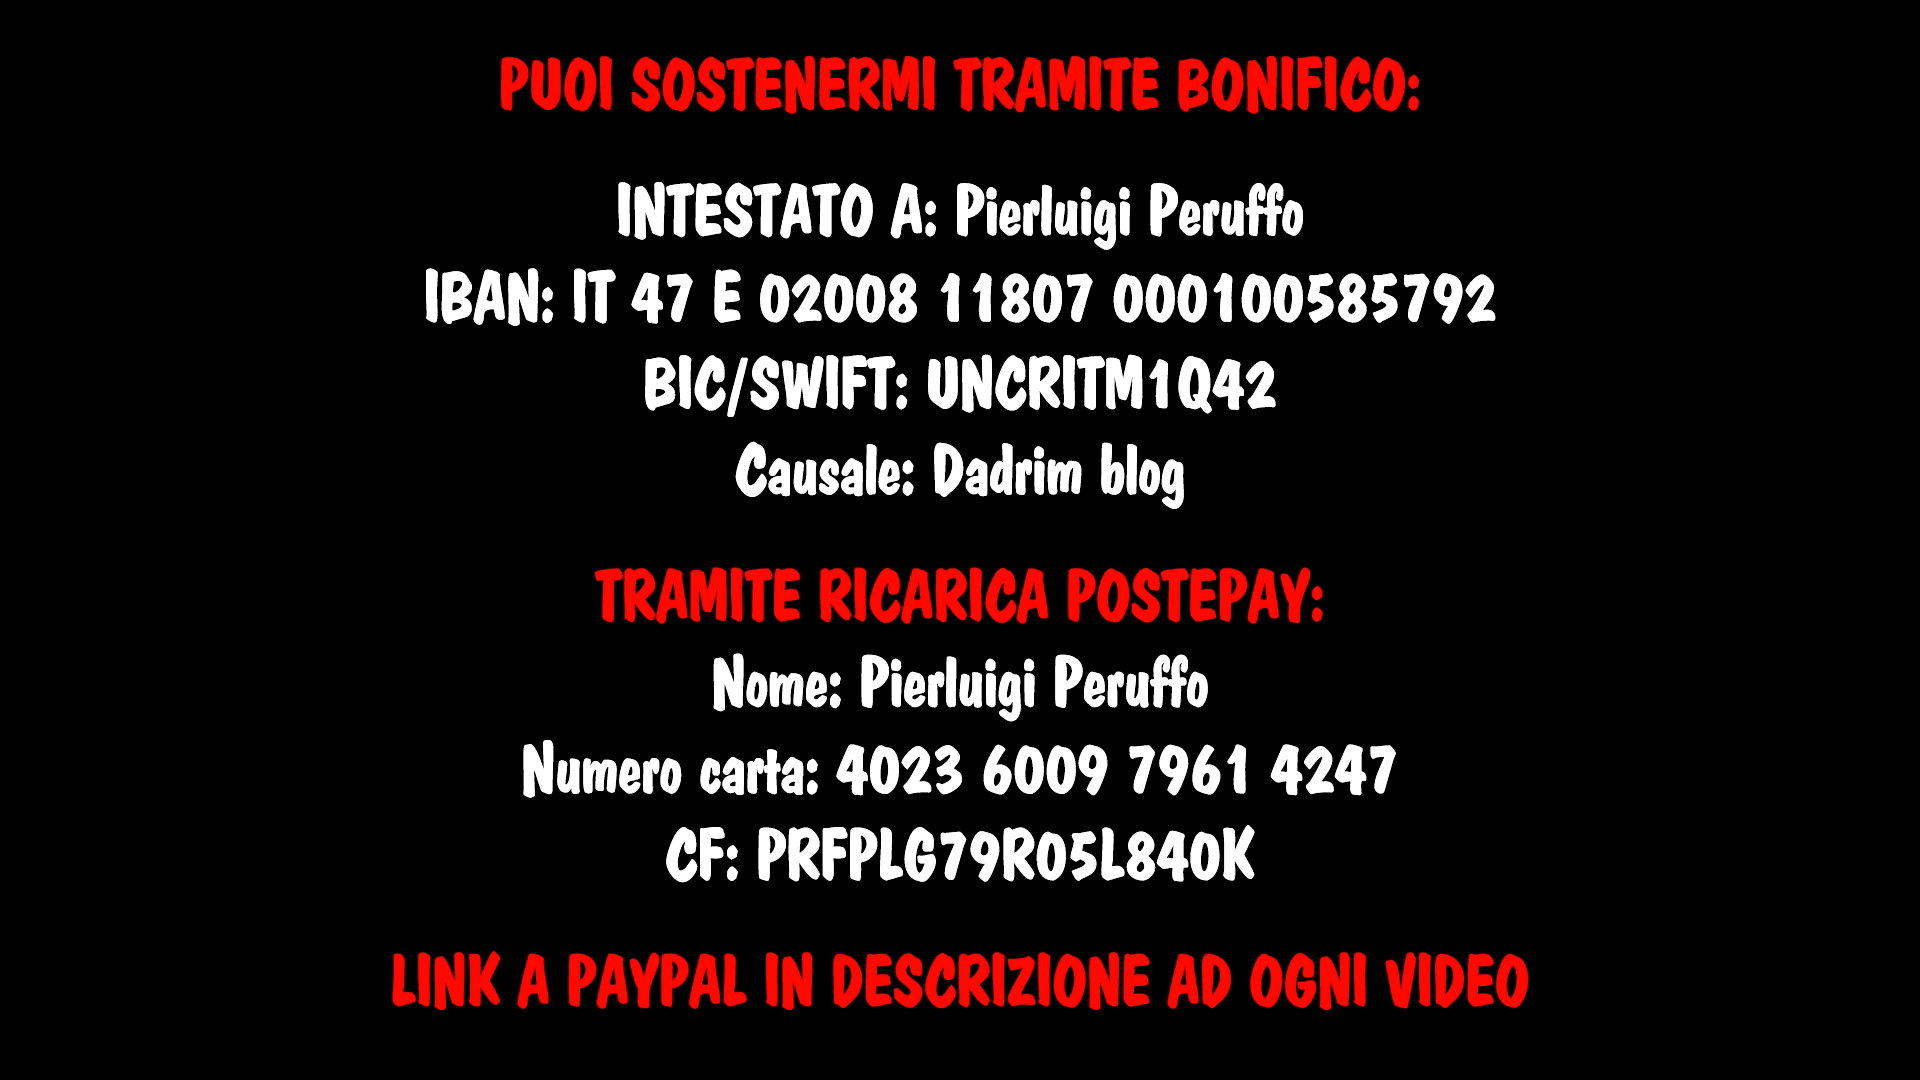 PUOI SOSTENERMI TRAMITE BONIFICO:
INTESTATO A: Pierluigi Peruffo
IBAN: IT 47 E 02008 11807 000100585792
BIC/SWIFT: UNCRITM1Q42
Causale: Dadrim blog
TRAMITE RICARICA POSTEPAY:
Nome: Pierluigi Peruffo
Numero carta: 4023 6009 7961 4247
CF: PRFPLG79R05L840K
LINK A PAYPAL IN DESCRIZIONE AD OGNI VIDEO